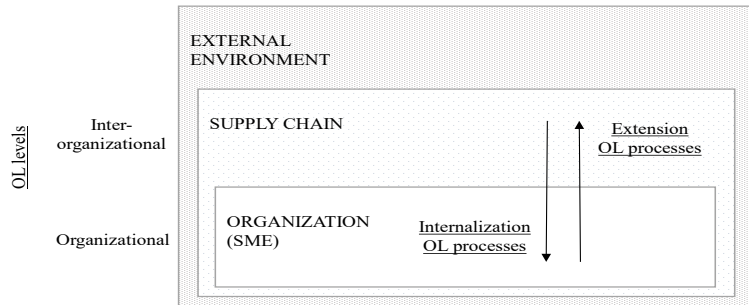 EXTERNAL
ENVIRONMENT
OL levels
Inter-
organizational
SUPPLY CHAIN
Extension
OL processes
Organizational
ORGANIZATION
(SME)
Internalization
OL processes